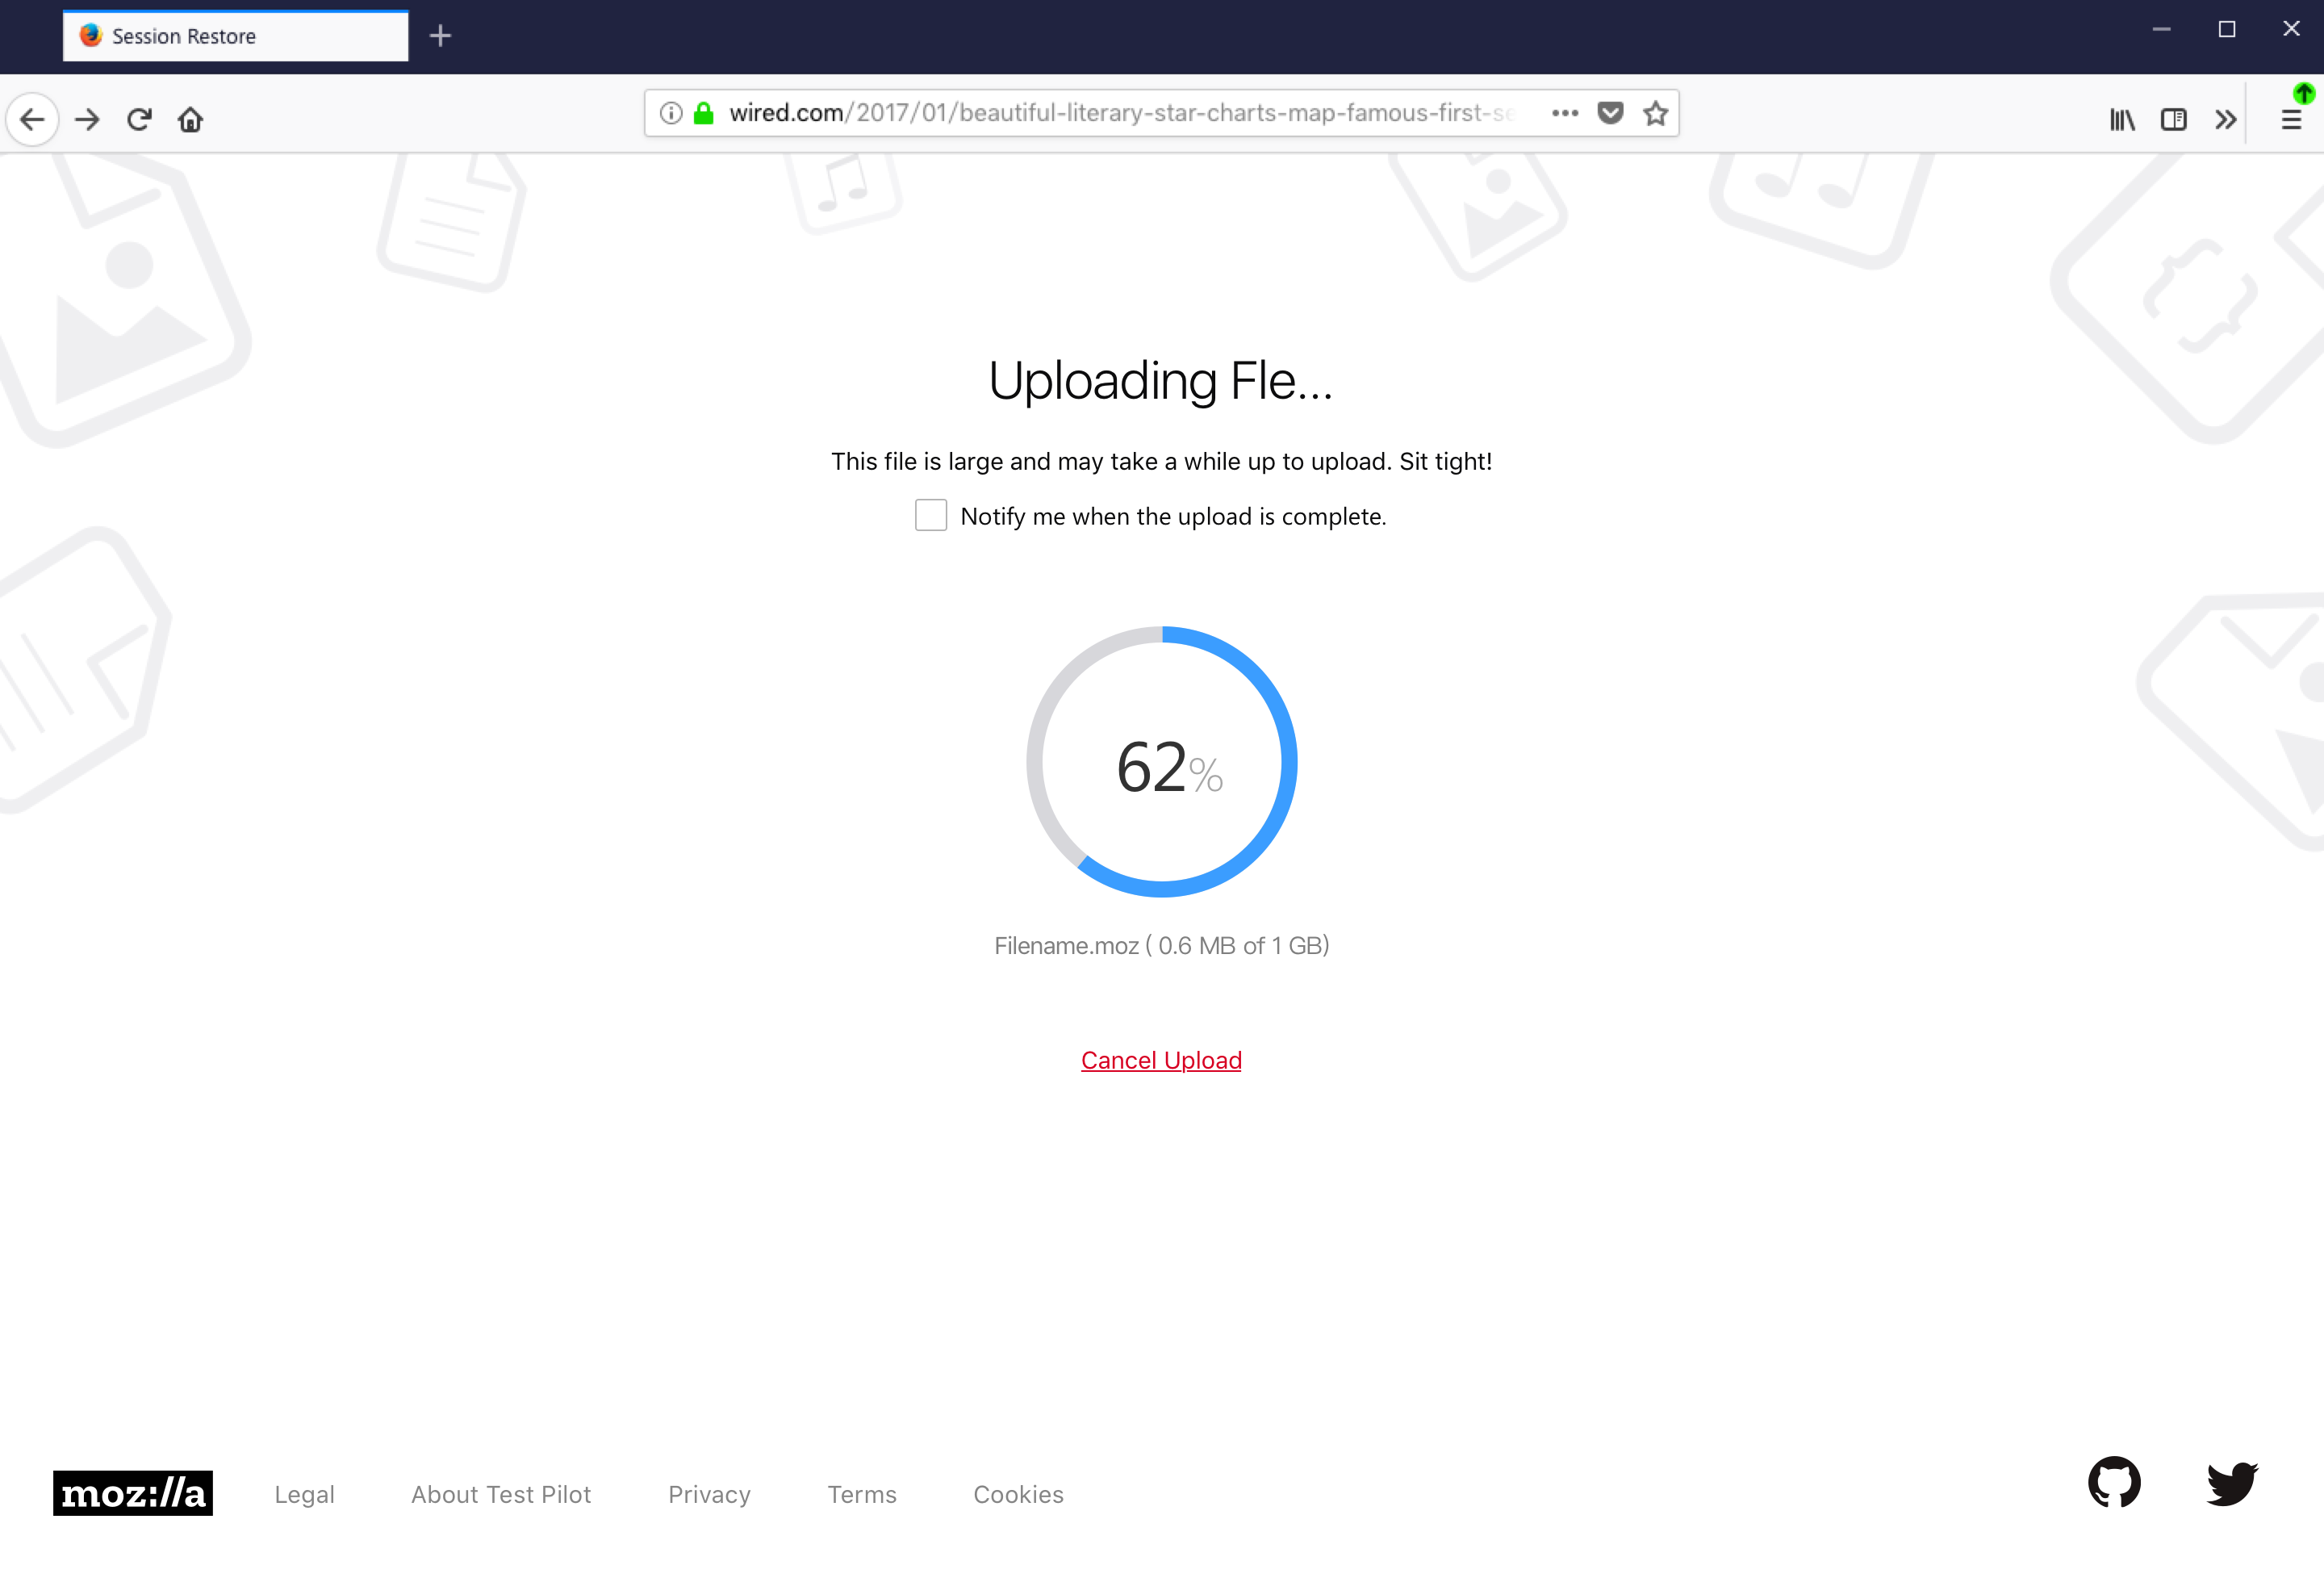 Session Restore
wired.com/2017/01/beautiful-literary-star-charts-map-famous-first-se
Uploading Fle...
This file is large and may take a while up to upload. Sit tight!
Notify me when the upload is complete.
62%
Filename.moz ( 0.6 MB of 1 GB)
Cancel Upload
moz://a Legal About Test Pilot Privacy Terms Cookies